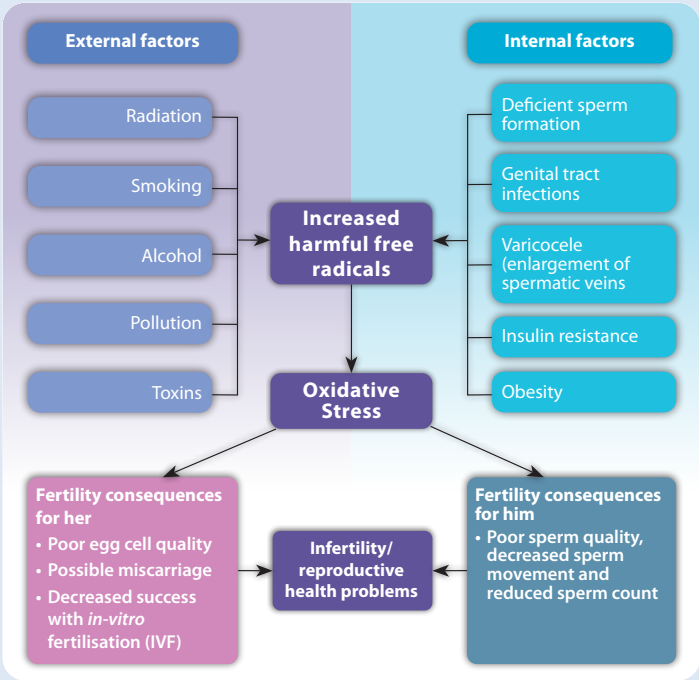 External factors
Internal factors
Radiation
Smoking
Alcohol
Pollution
Toxins
Deficient sperm
formation
Genital tract
infections
Varicocele
(enlargement of
spermatic veins
Insulin resistance
Obesity
Increased
harmful free
radicals
Oxidative
Stress
Fertility consequences
for her
• Poor egg cell quality
• Possible miscarriage
• Decreased success
with in-vitro
fertilisation (IVF)
Infertility/
reproductive
health problems
Fertility consequences
for him
• Poor sperm quality,
decreased sperm
movement and
reduced sperm count